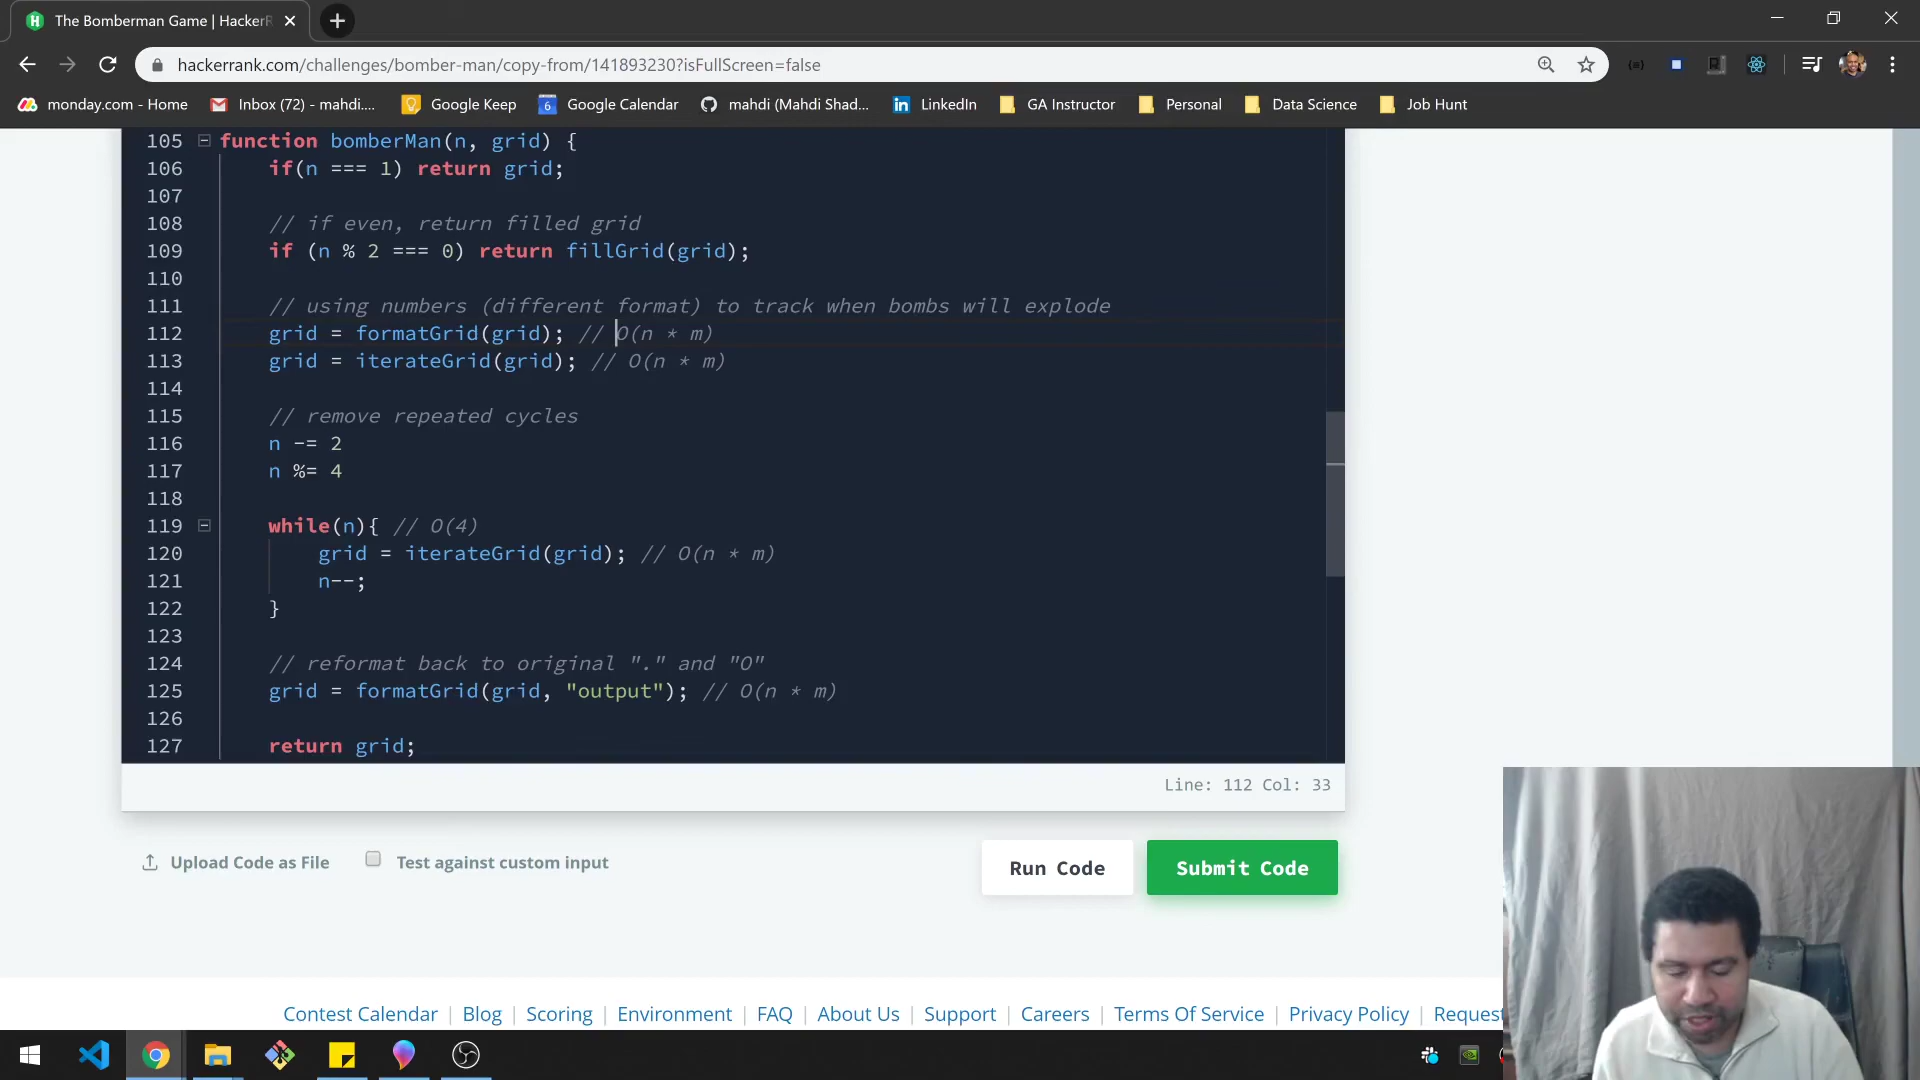 The Bomberman Game | HackerR
hackerrank.com/challenges/bomber-man/copy-from/141893230?isFullScreen=false
monday.com - Home Inbox (72) - mahdi.... Google Keep 6 Google Calendar mahdi (Mahdi Shad... LinkedIn GA Instructor Personal Data Science Job Hunt
105 function bomberMan(n, grid) {
106 if(n === 1) return grid;
107
108 // if even, return filled grid
109 if (n % 2 === 0) return fillGrid(grid);
110
111 // using numbers (different format) to track when bombs will explode
112 grid = formatGrid(grid); // O(n * m)
113 grid = iterateGrid(grid); // O(n * m)
114
115 // remove repeated cycles
116 n -= 2
117 n %= 4
118
119 while(n){ // O(4)
120 grid = iterateGrid(grid); // O(n * m)
121 n--;
122 }
123
124 // reformat back to original "." and "O"
125 grid = formatGrid(grid, "output"); // O(n * m)
126
127 return grid;
Line: 112 Col: 33
Upload Code as File Test against custom input Run Code Submit Code
Contest Calendar | Blog | Scoring | Environment | FAQ | About Us | Support | Careers | Terms Of Service | Privacy Policy | Request